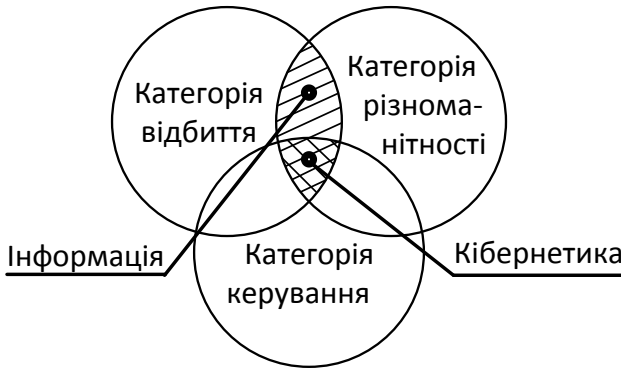 Категорія
відбиття
Категорія
різнома-
нітності
Інформація
Категорія
керування
Кібернетика